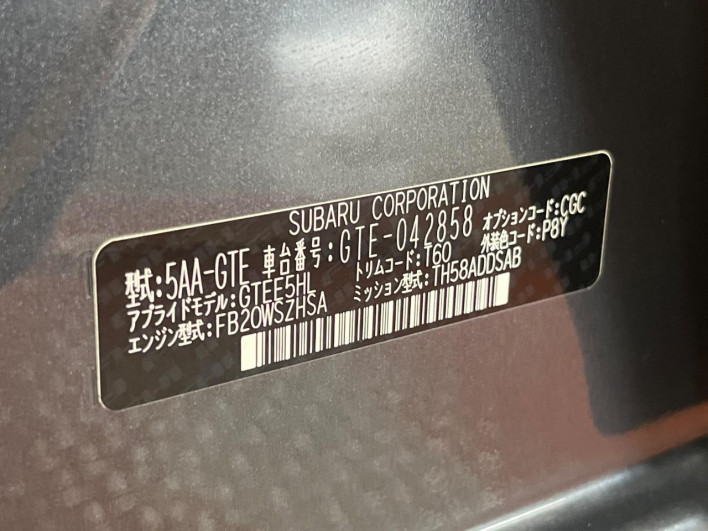 SUBARU CORPORATION
型式:5AA-GTE 車台番号:GTE-042858 オプションコード:CGC
アプライドモデル:GTEE5HL トリムコード:T60 外装色コード:P8Y
エンジン型式:FB20WSZHSA ミッション型式:TH58ADDSAB